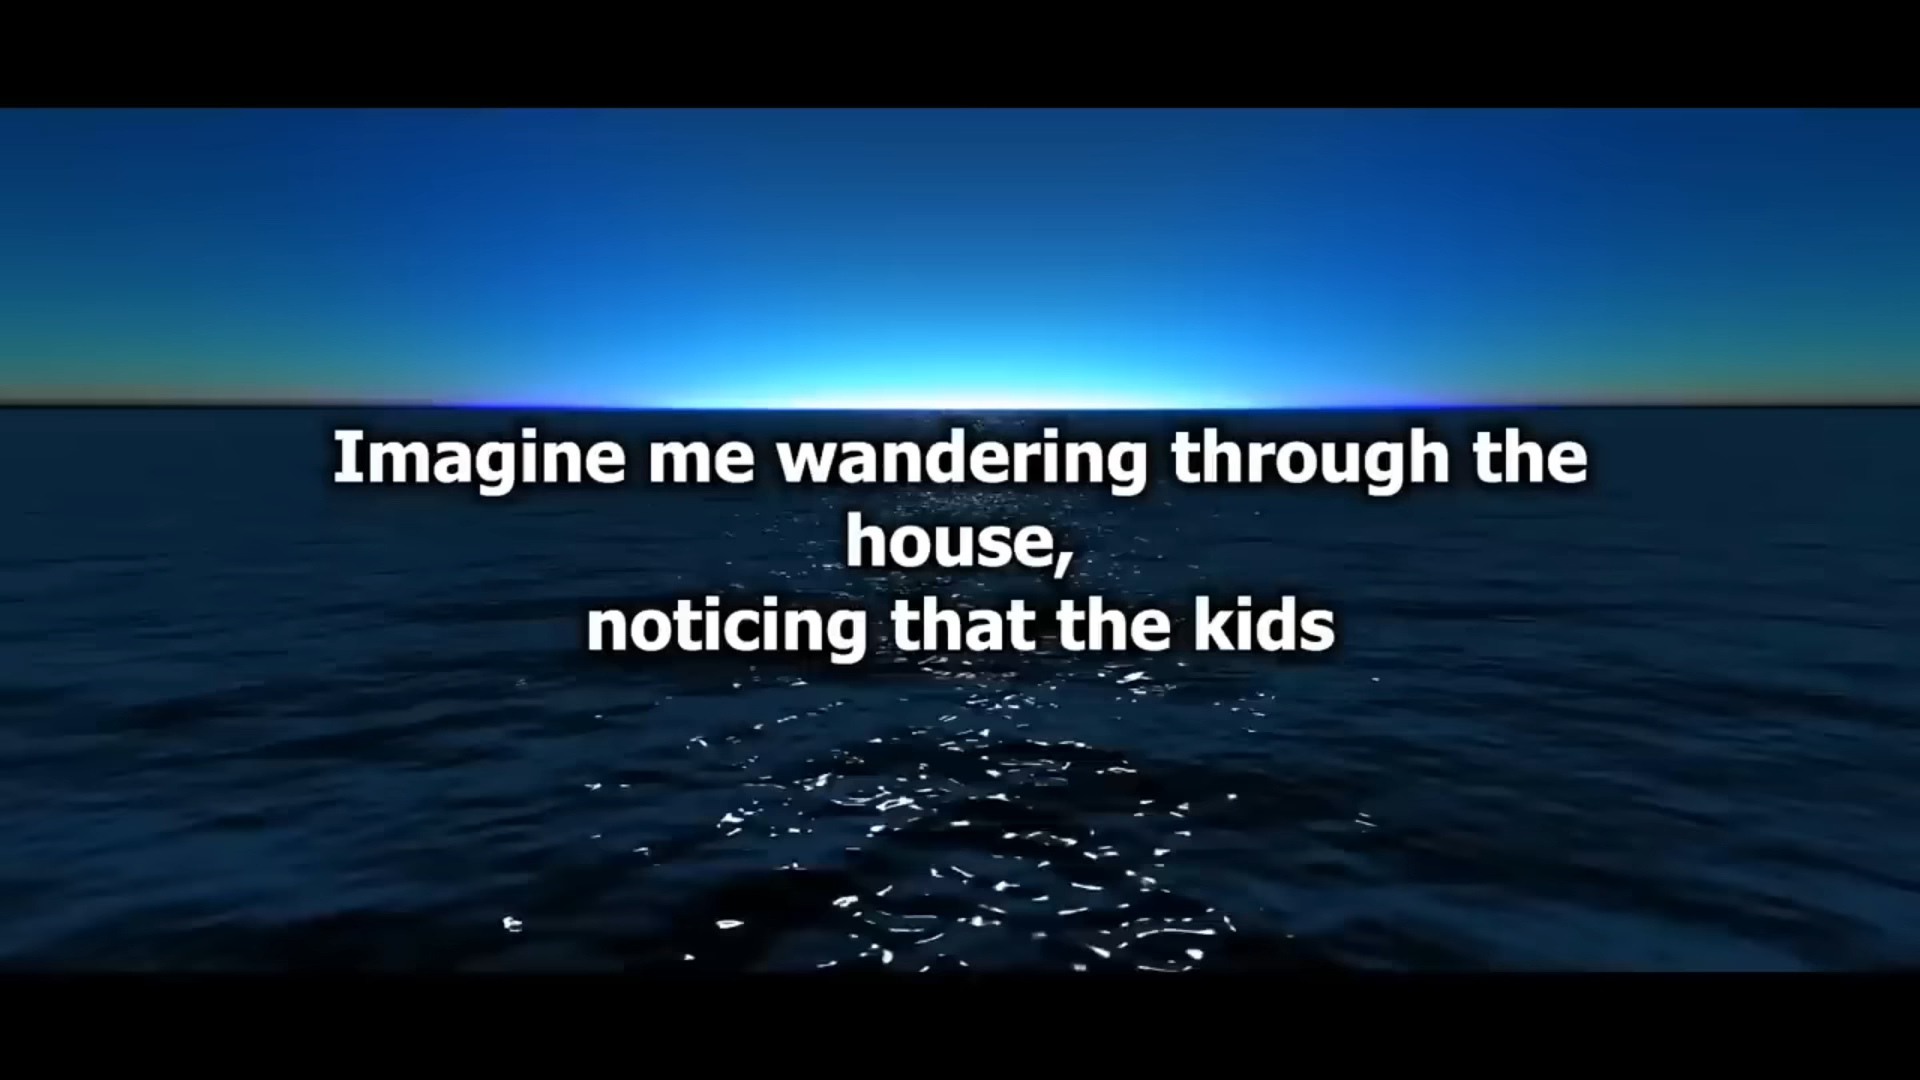 Imagine me wandering through the
house,
noticing that the kids